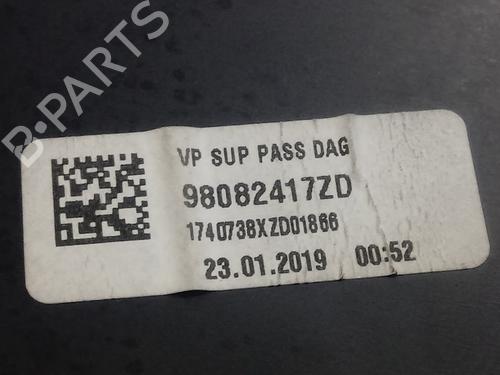 B-PARTS
VP SUP PASS DAG
98082417ZD
1740738XZD01866
23.01.2019 00:52